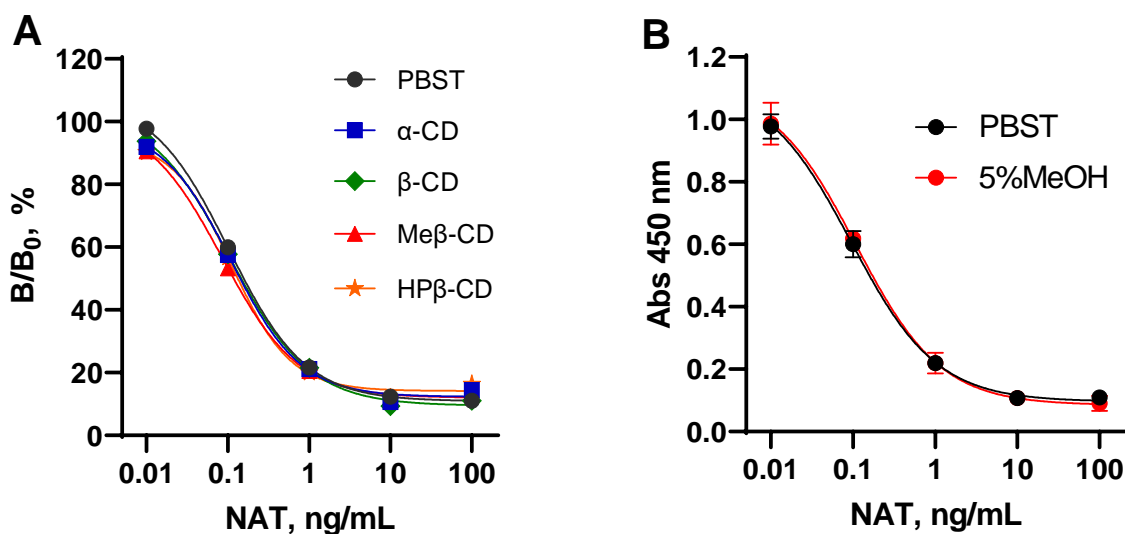 A
B/B₀, %
120
100
80
60
40
20
0
0.01 0.1 1 10 100
NAT, ng/mL
PBST
α-CD
β-CD
Meβ-CD
HPβ-CD
B
Abs 450 nm
1.2
1.0
0.8
0.6
0.4
0.2
0.0
0.01 0.1 1 10 100
NAT, ng/mL
PBST
5%MeOH